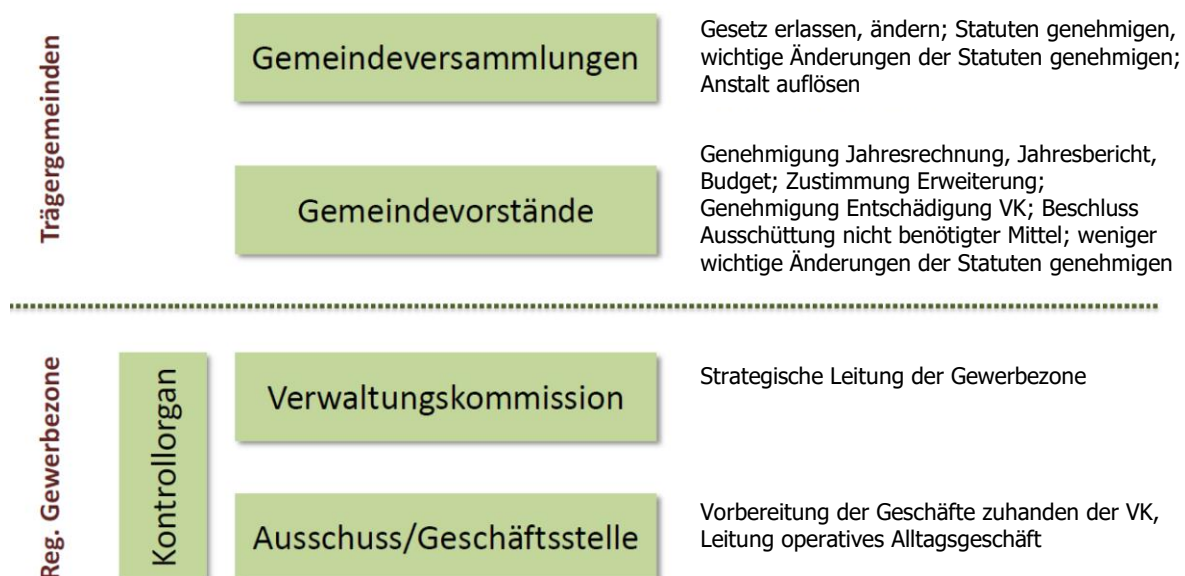 Trägergemeinden
Gemeindeversammlungen
Gesetz erlassen, ändern; Statuten genehmigen,
wichtige Änderungen der Statuten genehmigen;
Anstalt auflösen
Gemeindevorstände
Genehmigung Jahresrechnung, Jahresbericht,
Budget; Zustimmung Erweiterung;
Genehmigung Entschädigung VK; Beschluss
Ausschüttung nicht benötigter Mittel; weniger
wichtige Änderungen der Statuten genehmigen
Reg. Gewerbezone
Kontrollorgan
Verwaltungskommission
Strategische Leitung der Gewerbezone
Ausschuss/Geschäftsstelle
Vorbereitung der Geschäfte zuhanden der VK,
Leitung operatives Alltagsgeschäft